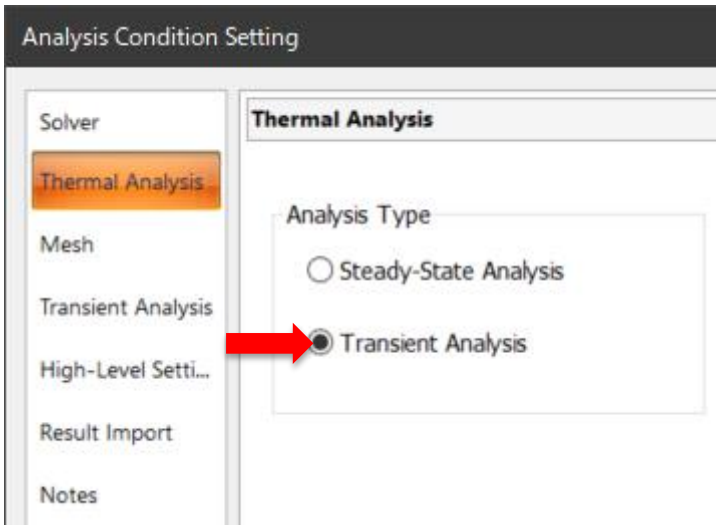 Analysis Condition Setting
Solver
Thermal Analysis
Mesh
Transient Analysis
High-Level Setti...
Result Import
Notes
Thermal Analysis
Analysis Type
Steady-State Analysis
Transient Analysis